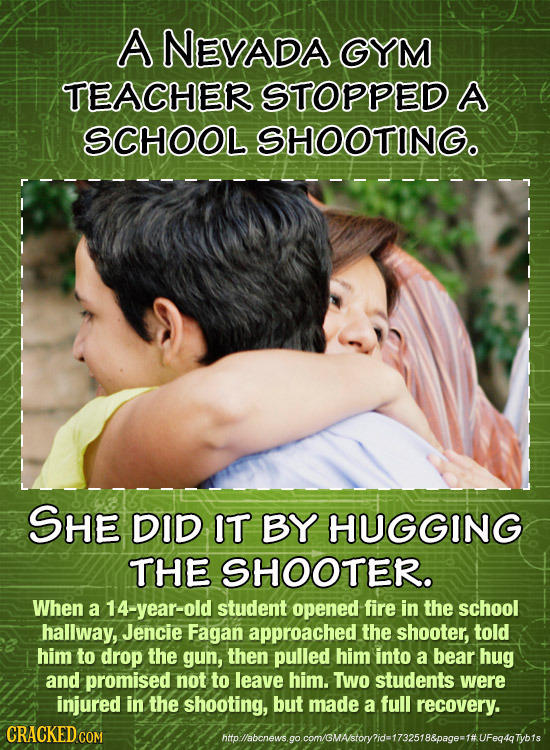 A NEVADA GYM
TEACHER STOPPED A
SCHOOL SHOOTING.
SHE DID IT BY HUGGING
THE SHOOTER.
When a 14-year-old student opened fire in the school
hallway, Jencie Fagan approached the shooter, told
him to drop the gun, then pulled him into a bear hug
and promised not to leave him. Two students were
injured in the shooting, but made a full recovery.
CRACKED.COM
http://abcnews.go.com/GMA/story?id=1732518&page=1#.UFeq4qTyb1s